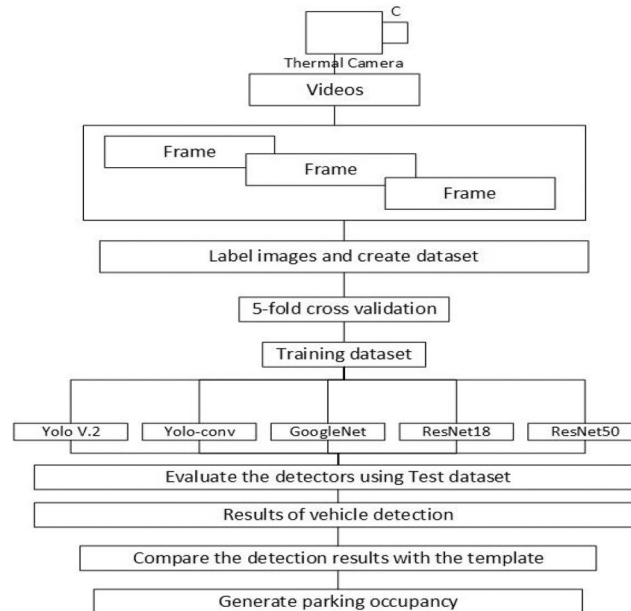 C
Thermal Camera
Videos
Frame
Frame
Frame
Label images and create dataset
5-fold cross validation
Training dataset
Yolo V.2
Yolo-conv
GoogleNet
ResNet18
ResNet50
Evaluate the detectors using Test dataset
Results of vehicle detection
Compare the detection results with the template
Generate parking occupancy